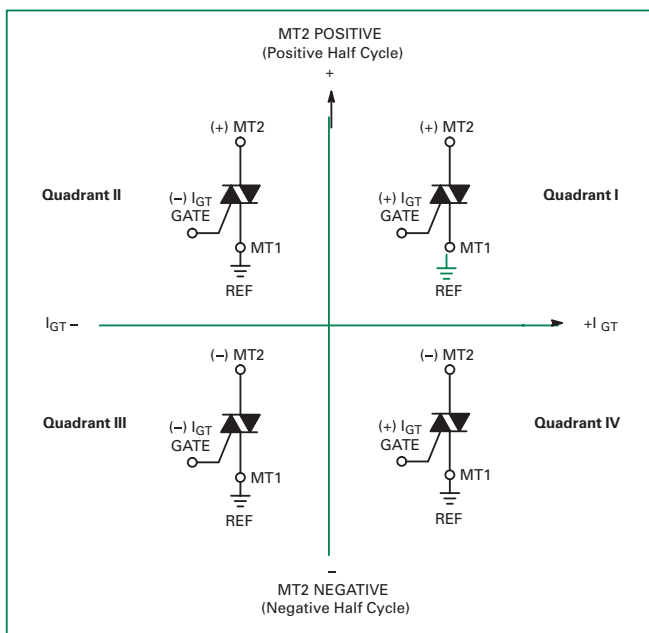 MT2 POSITIVE
(Positive Half Cycle)
+
(+) MT2
Quadrant II
(–) IGT
GATE
MT1
REF
(+) MT2
Quadrant I
(+) IGT
GATE
MT1
REF
IGT –
+I GT
(–) MT2
Quadrant III
(–) IGT
GATE
MT1
REF
(–) MT2
Quadrant IV
(+) IGT
GATE
MT1
REF
–
MT2 NEGATIVE
(Negative Half Cycle)